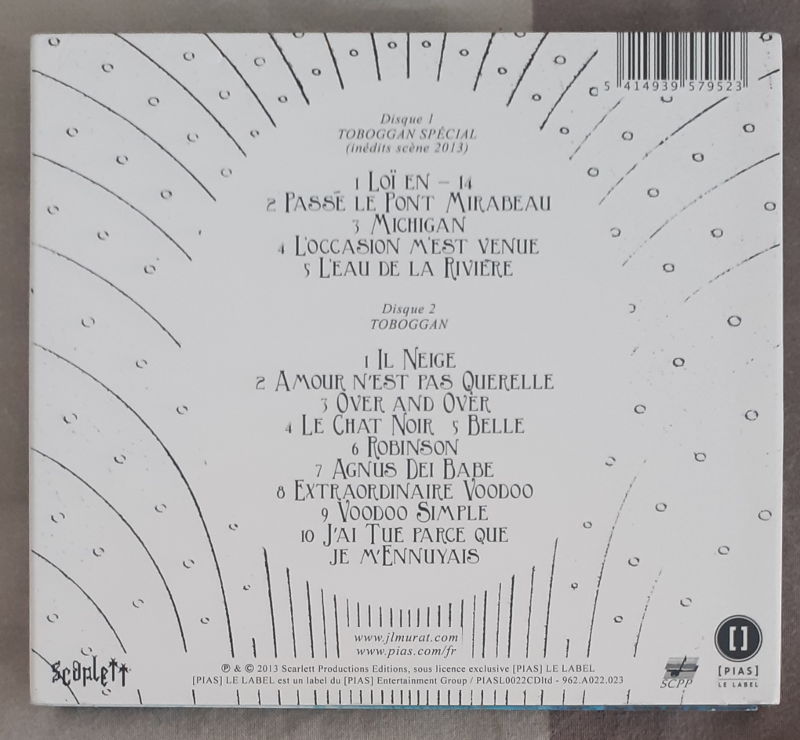 5 414939 579523
Disque 1
TOBOGGAN SPÉCIAL
(inédits scène 2013)
1 LOÏ EN – 14
2 PASSÉ LE PONT MIRABEAU
3 MICHIGAN
4 L'OCCASION M'EST VENUE
5 L'EAU DE LA RIVIÈRE
Disque 2
TOBOGGAN
1 IL NEIGE
2 AMOUR N'EST PAS QUERELLE
3 OVER AND OVER
4 LE CHAT NOIR 5 BELLE
6 ROBINSON
7 AGNUS DEI BABE
8 EXTRAORDINAIRE VOODOO
9 VOODOO SIMPLE
10 J'AI TUE PARCE QUE
JE M'ENNUYAIS
www.jlmurat.com
www.pias.com/fr
℗ & © 2013 Scarlett Productions Editions, sous licence exclusive [PIAS] LE LABEL
[PIAS] LE LABEL est un label du [PIAS] Entertainment Group / PIASL0022CDltd - 962.A022.023
scarlett
SCPP
[PIAS]
LE LABEL